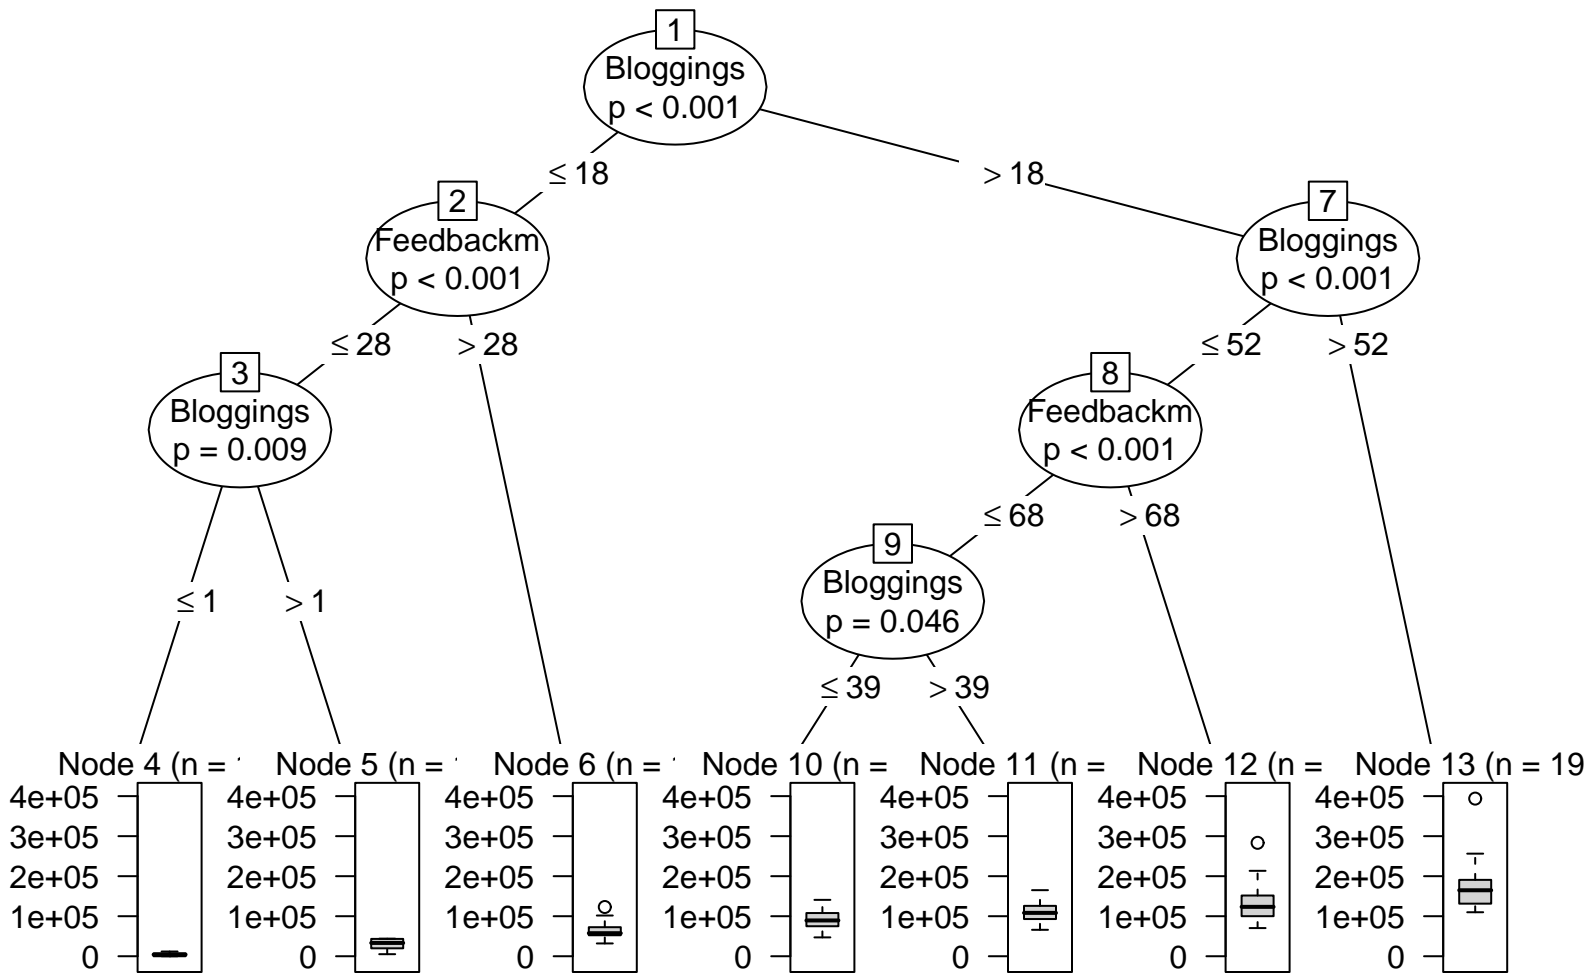 1
Bloggings
p < 0.001
≤ 18
> 18
2
Feedbackm
p < 0.001
7
Bloggings
p < 0.001
≤ 28
> 28
≤ 52
> 52
3
Bloggings
p = 0.009
8
Feedbackm
p < 0.001
≤ 68
> 68
9
Bloggings
p = 0.046
≤ 1
> 1
≤ 39
> 39
Node 4 (n =
4e+05
3e+05
2e+05
1e+05
0
Node 5 (n =
4e+05
3e+05
2e+05
1e+05
0
Node 6 (n =
4e+05
3e+05
2e+05
1e+05
0
Node 10 (n =
4e+05
3e+05
2e+05
1e+05
0
Node 11 (n =
4e+05
3e+05
2e+05
1e+05
0
Node 12 (n =
4e+05
3e+05
2e+05
1e+05
0
Node 13 (n = 19
4e+05
3e+05
2e+05
1e+05
0